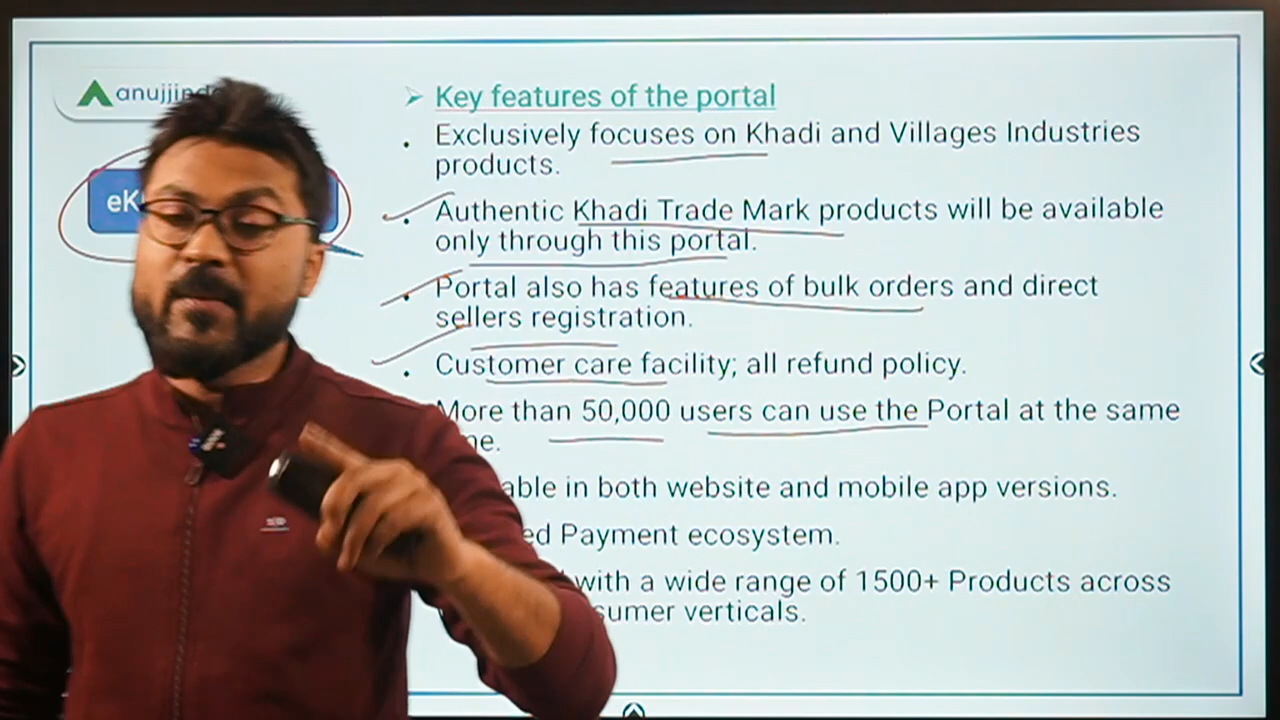 anujjind
Key features of the portal
Exclusively focuses on Khadi and Villages Industries
products.
eK
Authentic Khadi Trade Mark products will be available
only through this portal.
Portal also has features of bulk orders and direct
sellers registration.
Customer care facility; all refund policy.
More than 50,000 users can use the Portal at the same
me.
able in both website and mobile app versions.
ed Payment ecosystem.
with a wide range of 1500+ Products across
sumer verticals.